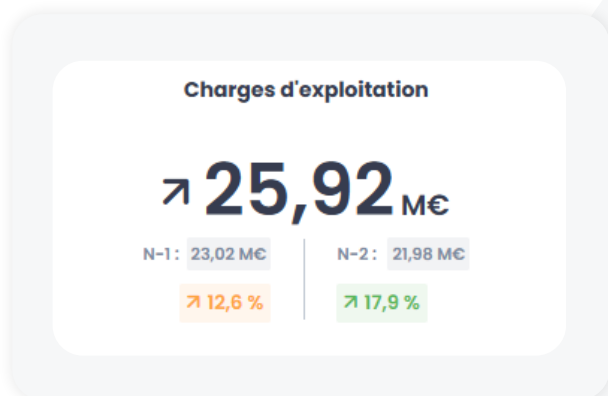 Charges d'exploitation
↗ 25,92 M€
N-1 : 23,02 M€
N-2 : 21,98 M€
↗ 12,6 %
↗ 17,9 %